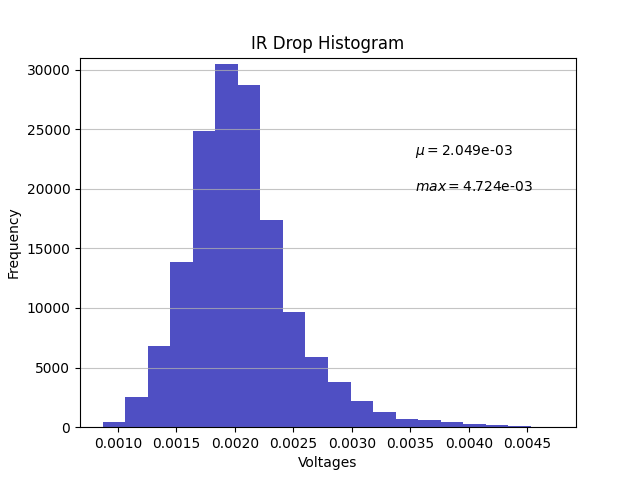 IR Drop Histogram
30000
25000
20000
15000
10000
5000
0
Frequency
μ = 2.049e-03
max = 4.724e-03
0.0010 0.0015 0.0020 0.0025 0.0030 0.0035 0.0040 0.0045
Voltages